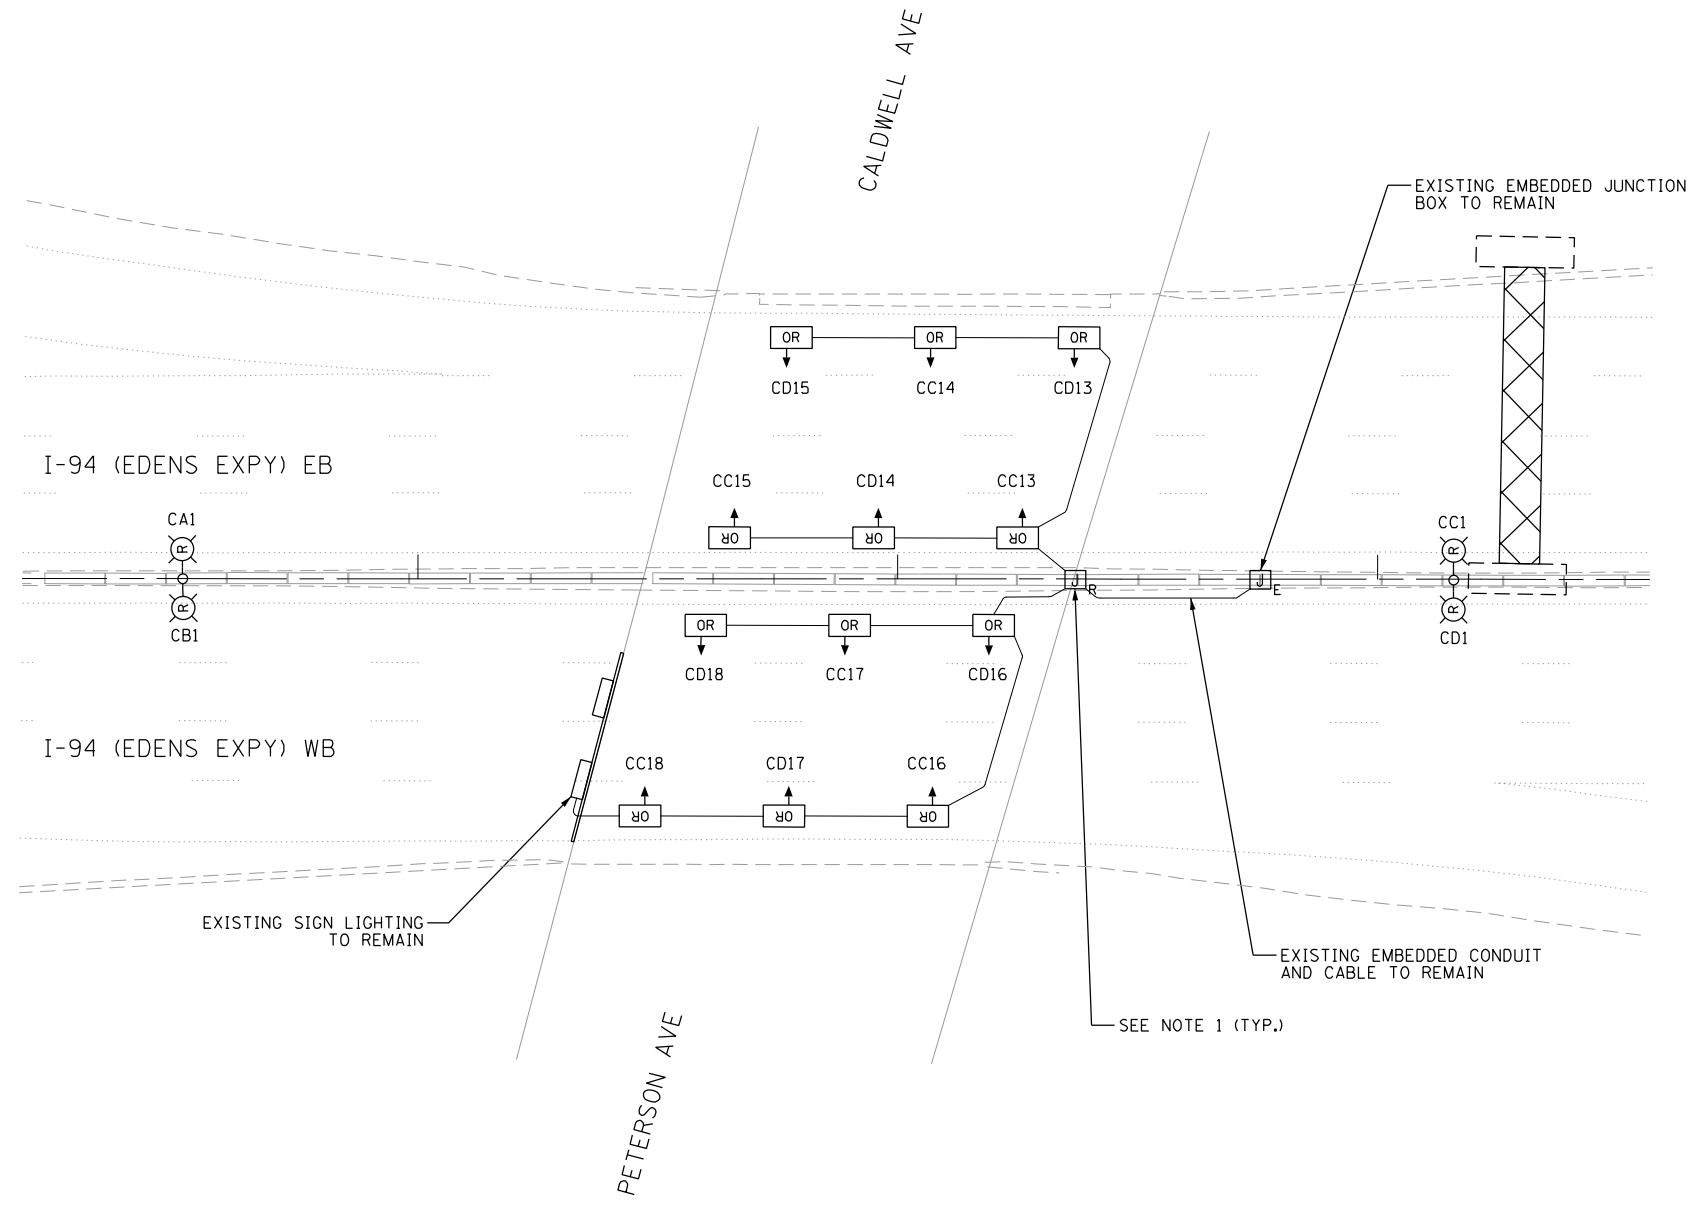 CALDWELL AVE
EXISTING EMBEDDED JUNCTION
BOX TO REMAIN
OR
OR
OR
CD15
CC14
CD13
I-94 (EDENS EXPY) EB
CC15
CD14
CC13
OR
OR
OR
CA1
R
R
CB1
CC1
R
R
CD1
J
R
J
E
OR
OR
OR
CD18
CC17
CD16
I-94 (EDENS EXPY) WB
CC18
CD17
CC16
OR
OR
OR
EXISTING SIGN LIGHTING
TO REMAIN
EXISTING EMBEDDED CONDUIT
AND CABLE TO REMAIN
SEE NOTE 1 (TYP.)
PETERSON AVE